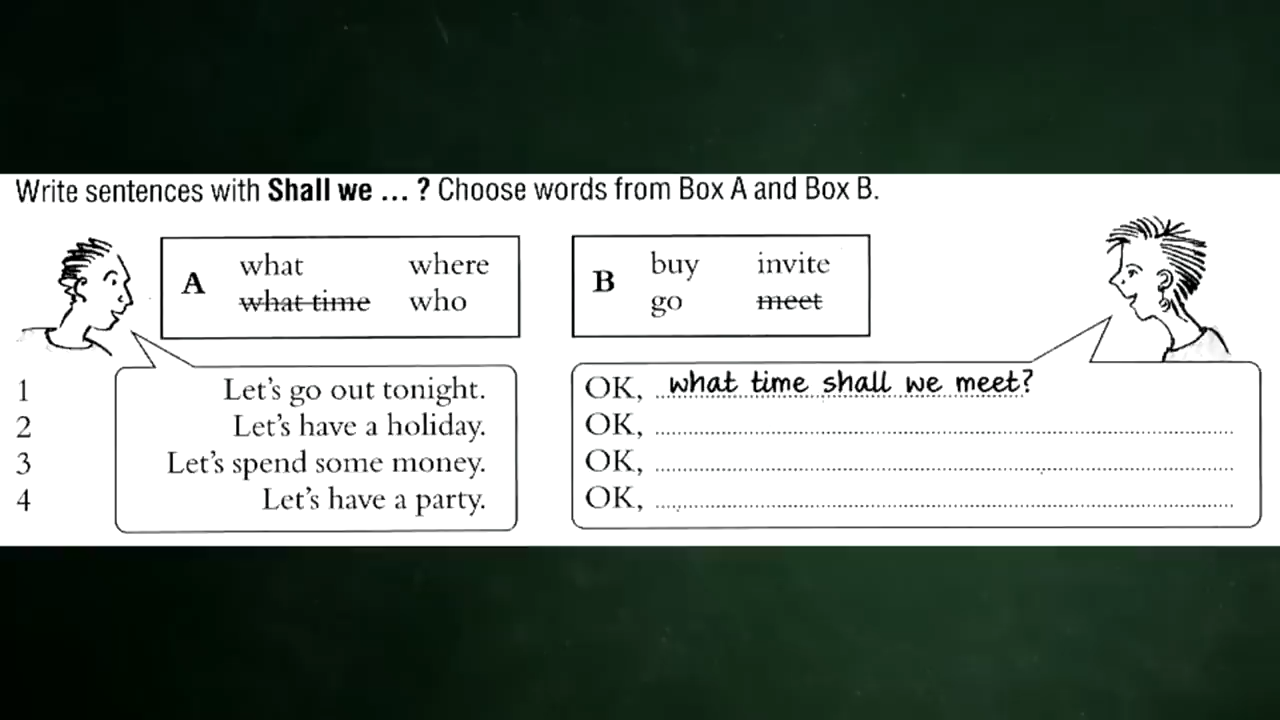 Write sentences with Shall we ... ? Choose words from Box A and Box B.
A
what where
what time who
B
buy invite
go meet
1 Let's go out tonight. OK, what time shall we meet?
2 Let's have a holiday. OK, ........................
3 Let's spend some money. OK, ........................
4 Let's have a party. OK, ........................